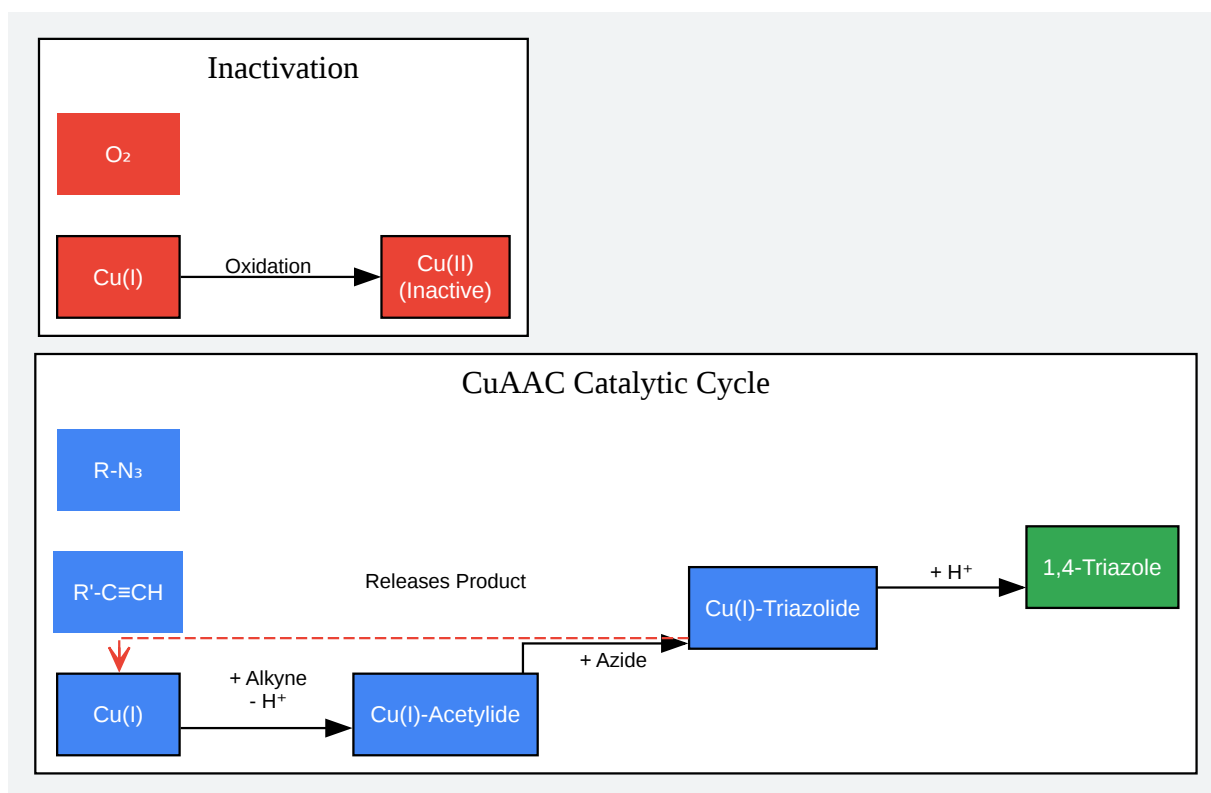 Inactivation
O₂
Cu(I)
Oxidation
Cu(II)
(Inactive)
CuAAC Catalytic Cycle
R-N₃
R'-C≡CH
Releases Product
Cu(I)
+ Alkyne
- H⁺
Cu(I)-Acetylide
+ Azide
Cu(I)-Triazolide
+ H⁺
1,4-Triazole